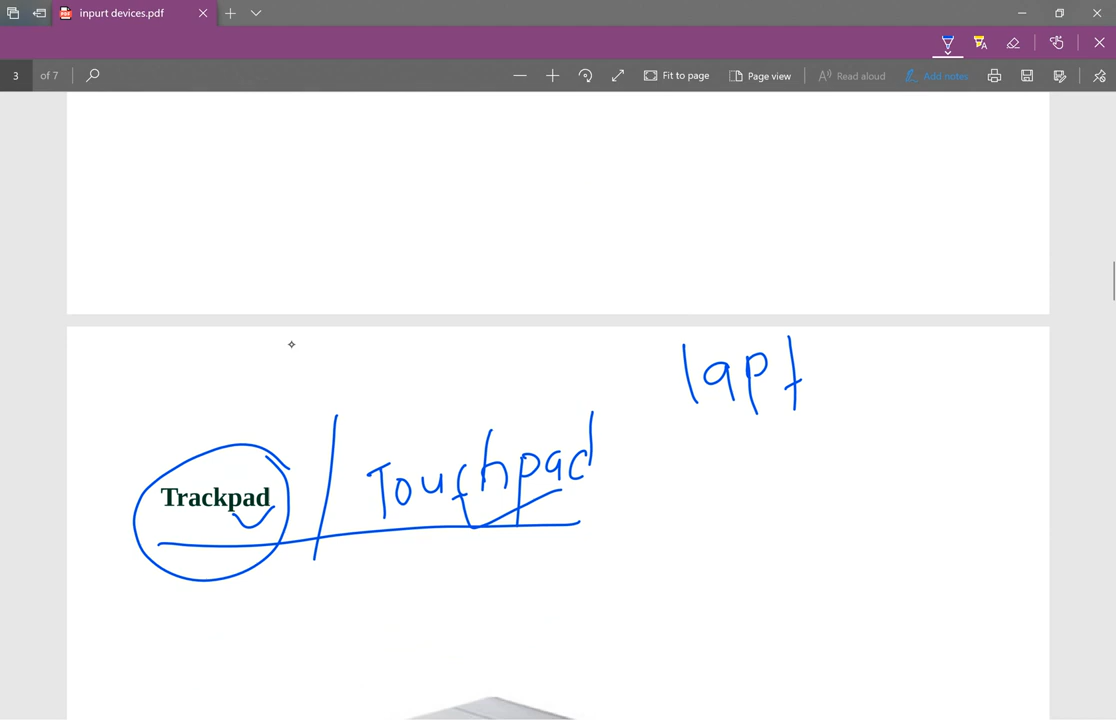 inpurt devices.pdf
3 of 7 Fit to page Page view Read aloud Add notes
lapt
Trackpad / Touchpad